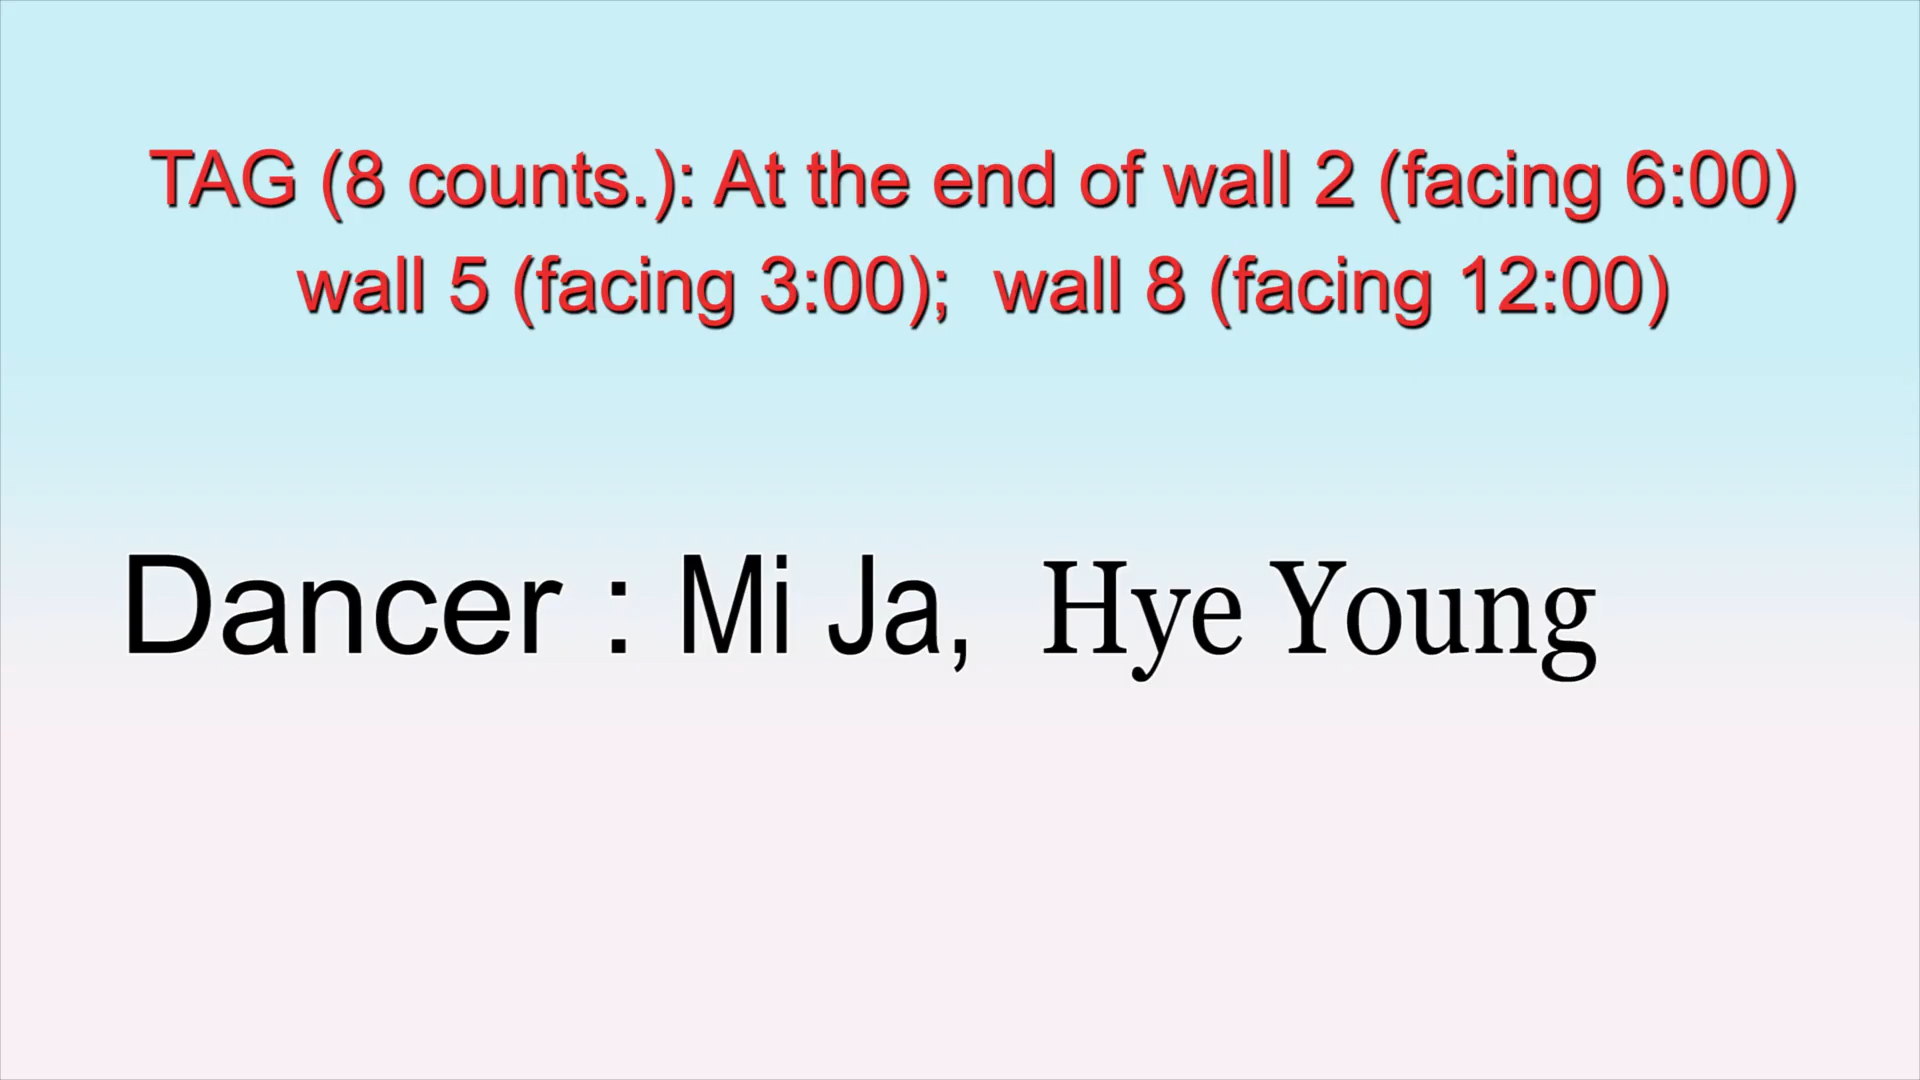 TAG (8 counts.): At the end of wall 2 (facing 6:00)
wall 5 (facing 3:00);  wall 8 (facing 12:00)
Dancer : Mi Ja,  Hye Young